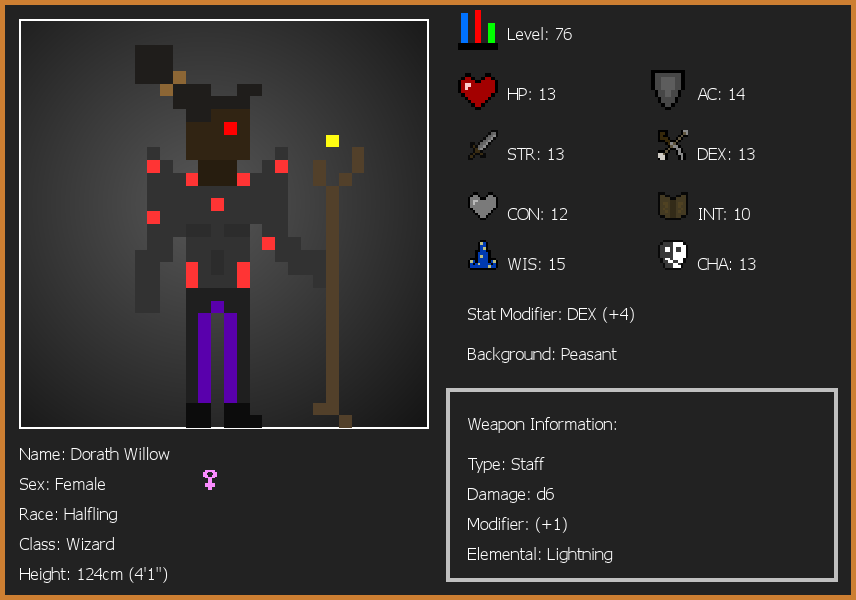 Level: 76
HP: 13
AC: 14
STR: 13
DEX: 13
CON: 12
INT: 10
WIS: 15
CHA: 13
Stat Modifier: DEX (+4)
Background: Peasant
Weapon Information:
Type: Staff
Damage: d6
Modifier: (+1)
Elemental: Lightning
Name: Dorath Willow
Sex: Female
Race: Halfling
Class: Wizard
Height: 124cm (4'1")